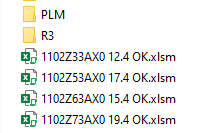 PLM
R3
1102Z33AX0 12.4 OK.xlsm
1102Z53AX0 17.4 OK.xlsm
1102Z63AX0 15.4 OK.xlsm
1102Z73AX0 19.4 OK.xlsm